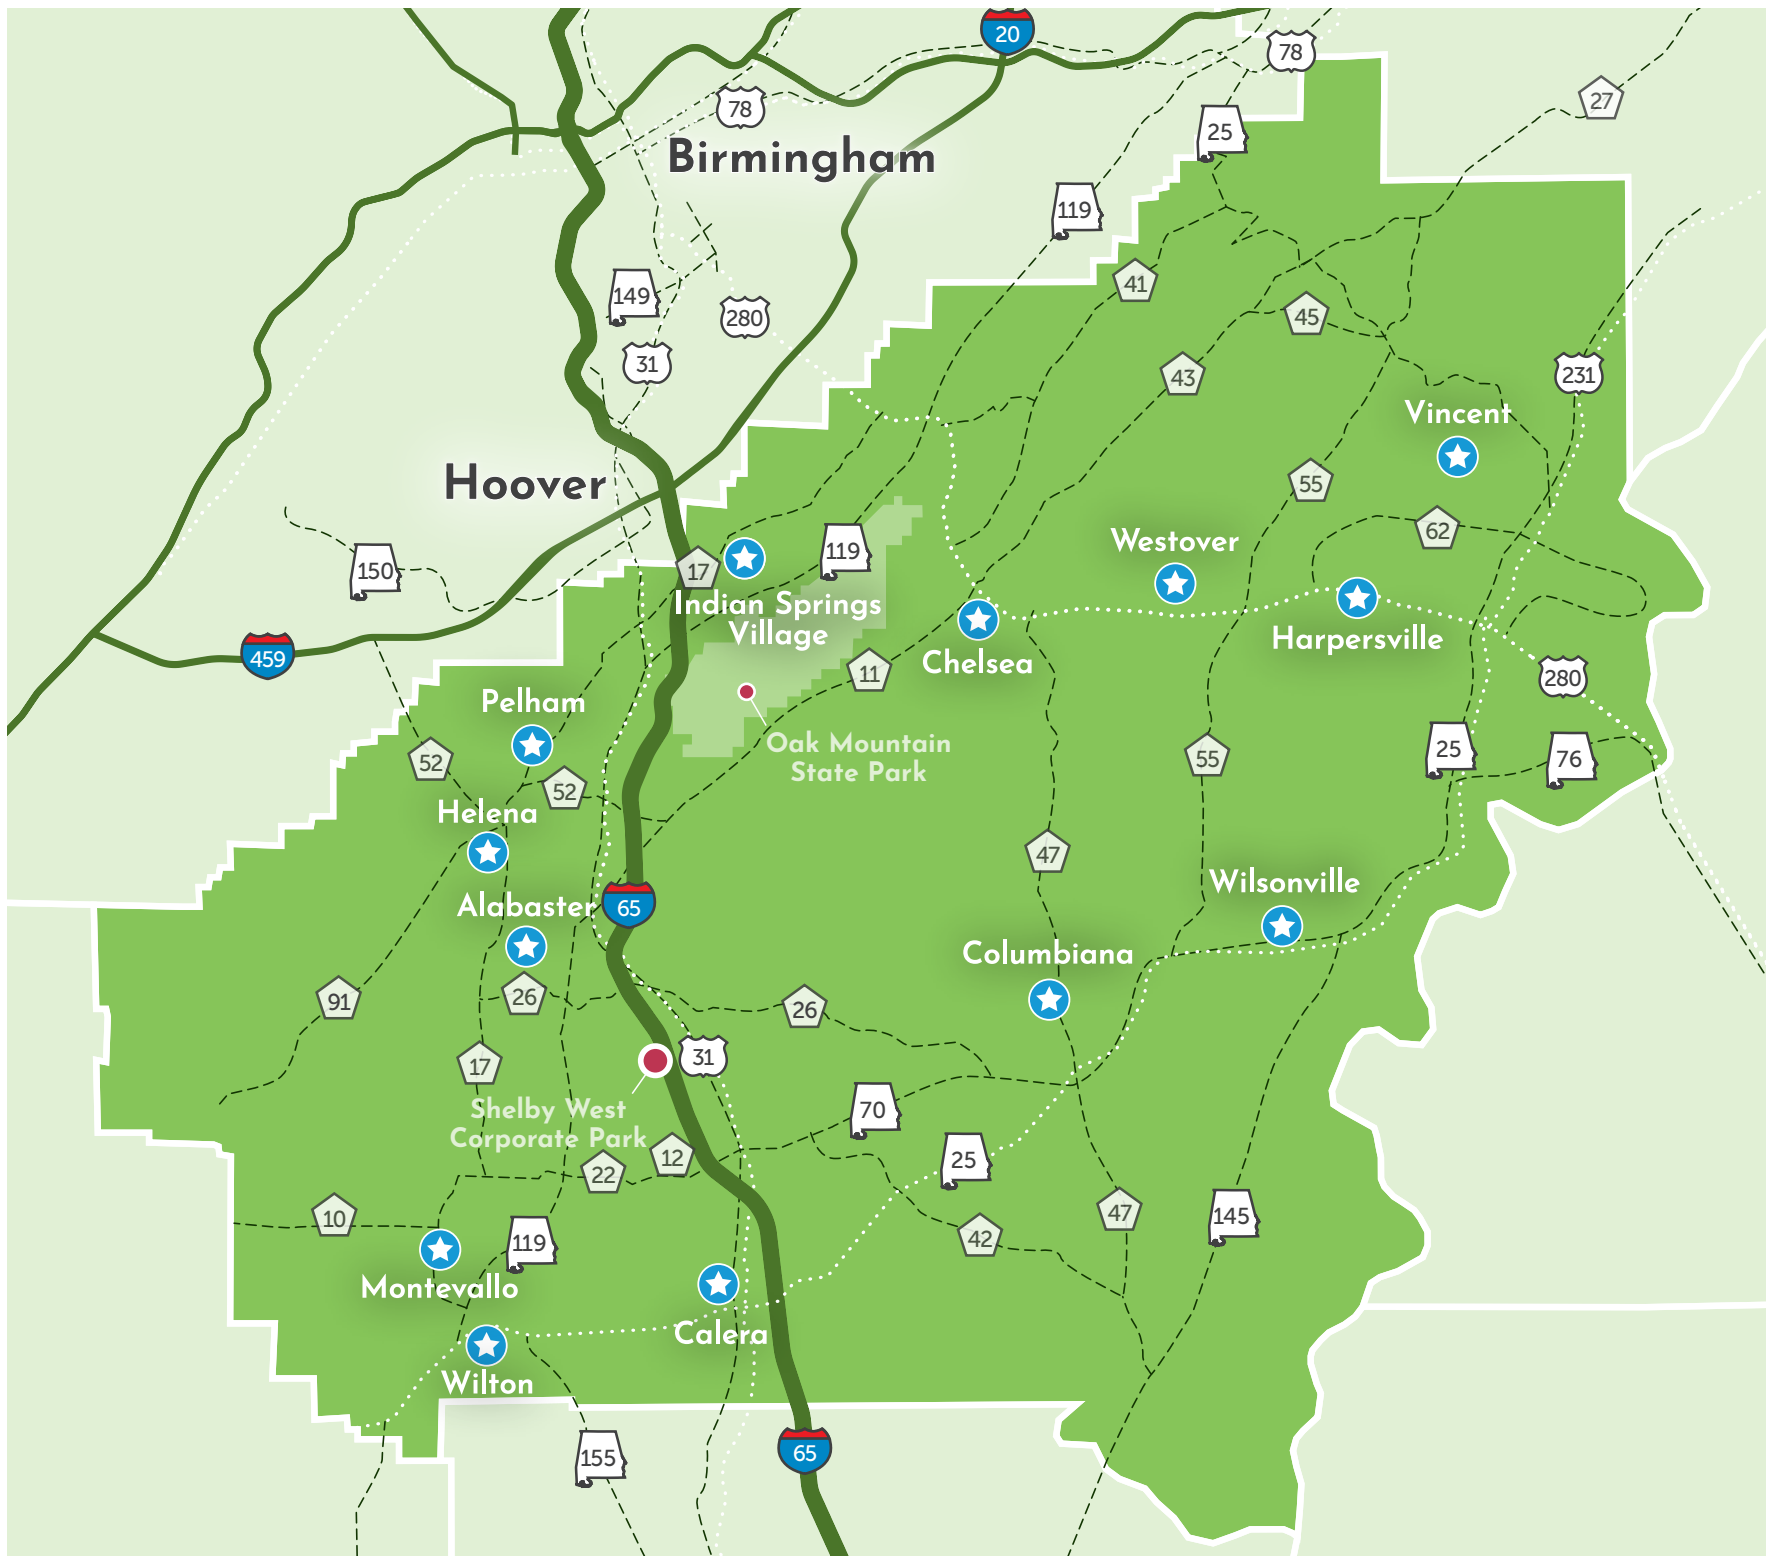 20
78
27
78
25
Birmingham
119
41
149
280
45
31
43
231
Vincent
Hoover
55
62
Westover
119
150
17
Indian Springs
Village
Harpersville
459
Chelsea
11
280
Pelham
Oak Mountain
State Park
25
76
55
52
52
Helena
47
Wilsonville
Alabaster
65
Columbiana
91
26
26
31
17
70
Shelby West
Corporate Park
12
22
25
10
47
145
119
42
Montevallo
Calera
Wilton
155
65